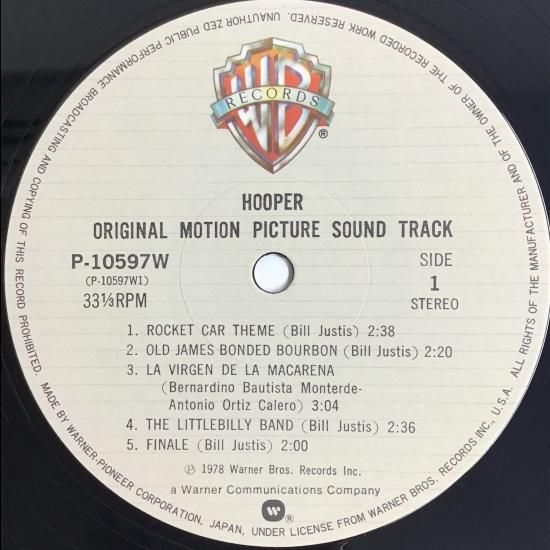 WB
RECORDS
®
HOOPER
ORIGINAL MOTION PICTURE SOUND TRACK
P-10597W
(P-10597W1)
33⅓RPM
SIDE
1
STEREO
1. ROCKET CAR THEME (Bill Justis) 2:38
2. OLD JAMES BONDED BOURBON (Bill Justis) 2:20
3. LA VIRGEN DE LA MACARENA
(Bernardino Bautista Monterde-
Antonio Ortiz Calero) 3:04
4. THE LITTLEBILLY BAND (Bill Justis) 2:36
5. FINALE (Bill Justis) 2:00
℗ 1978 Warner Bros. Records Inc.
a Warner Communications Company
®
MADE BY WARNER-PIONEER CORPORATION, JAPAN, UNDER LICENSE FROM WARNER BROS. RECORDS INC., U.S.A. ALL RIGHTS OF THE MANUFACTURER AND OF THE OWNER OF THE RECORDED WORK RESERVED. UNAUTHORIZED PUBLIC PERFORMANCE BROADCASTING AND COPYING OF THIS RECORD PROHIBITED.